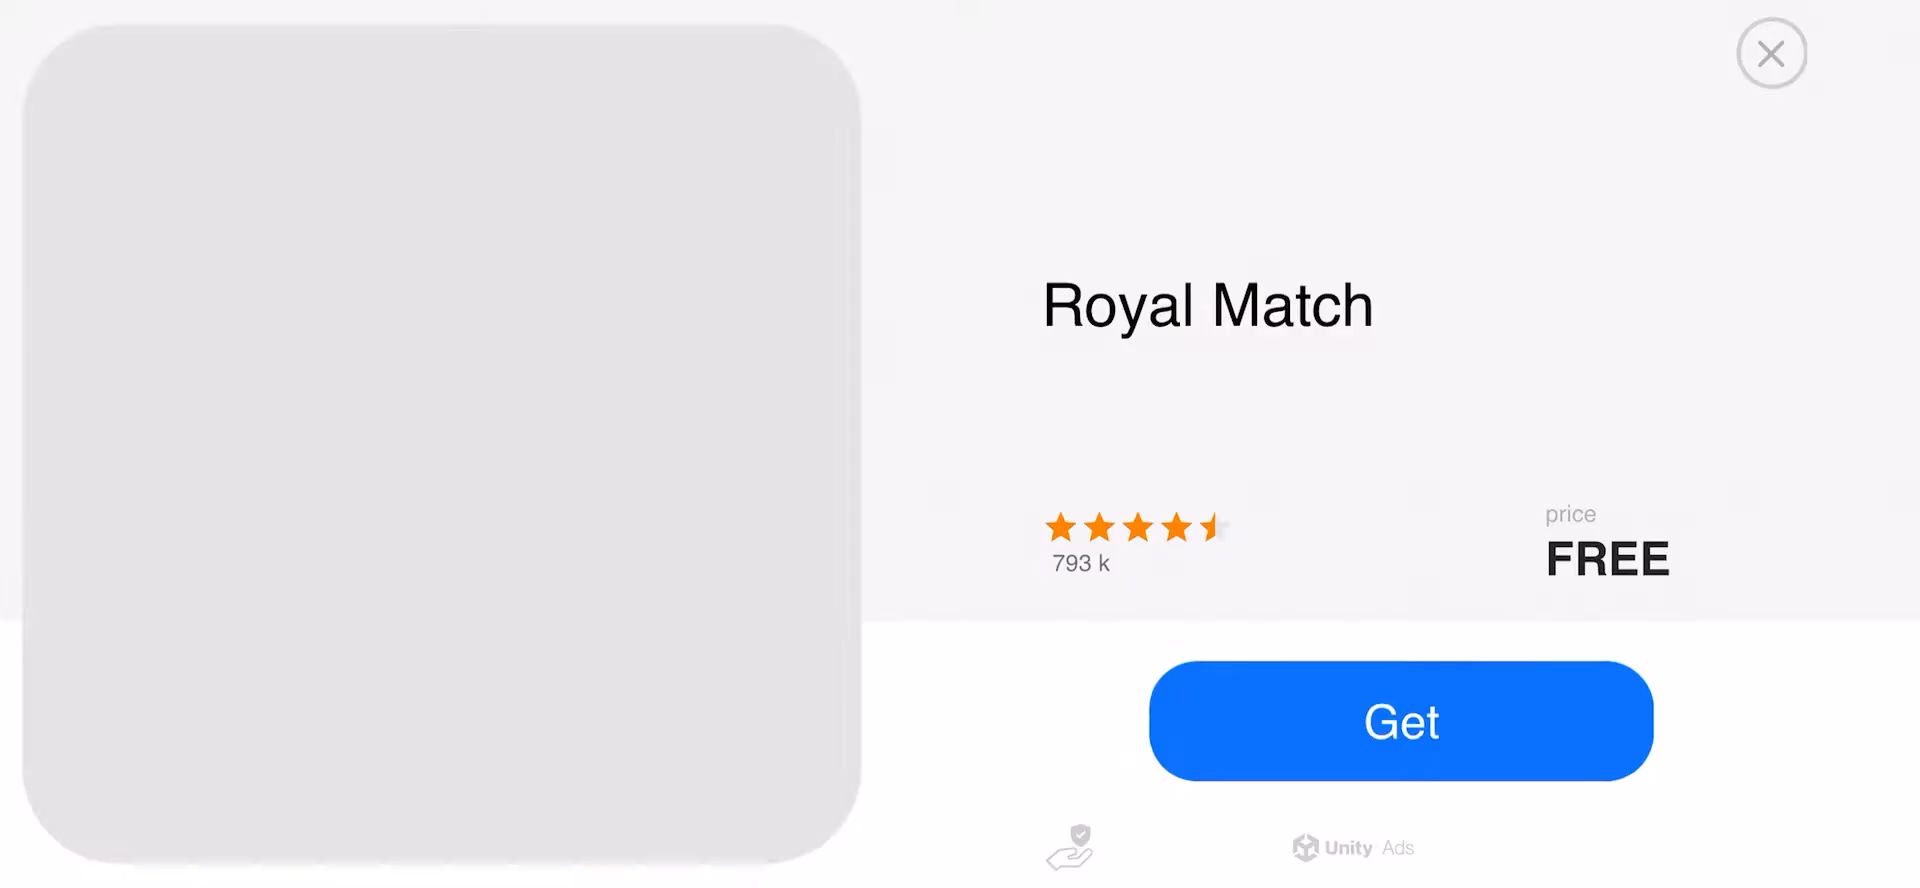 Royal Match
793 k
price
FREE
Get
Unity Ads